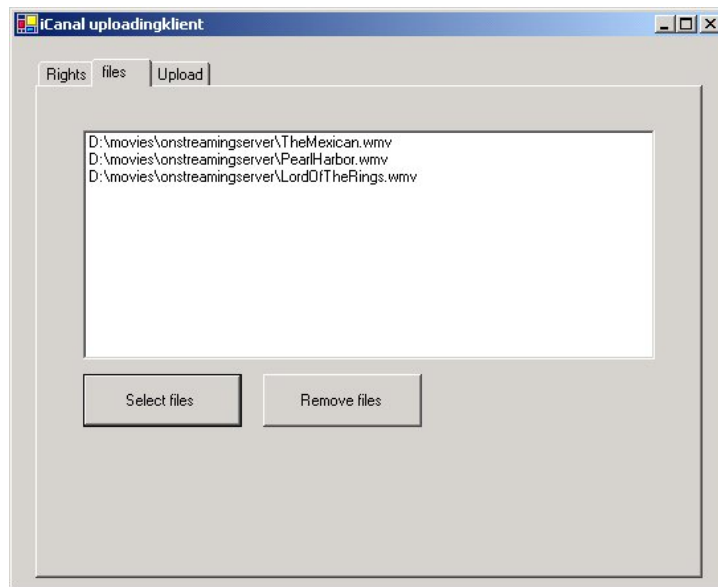 iCanal uploadingklient
Rights files Upload
D:\movies\onstreamingserver\TheMexican.wmv
D:\movies\onstreamingserver\PearlHarbor.wmv
D:\movies\onstreamingserver\LordOfTheRings.wmv
Select files Remove files